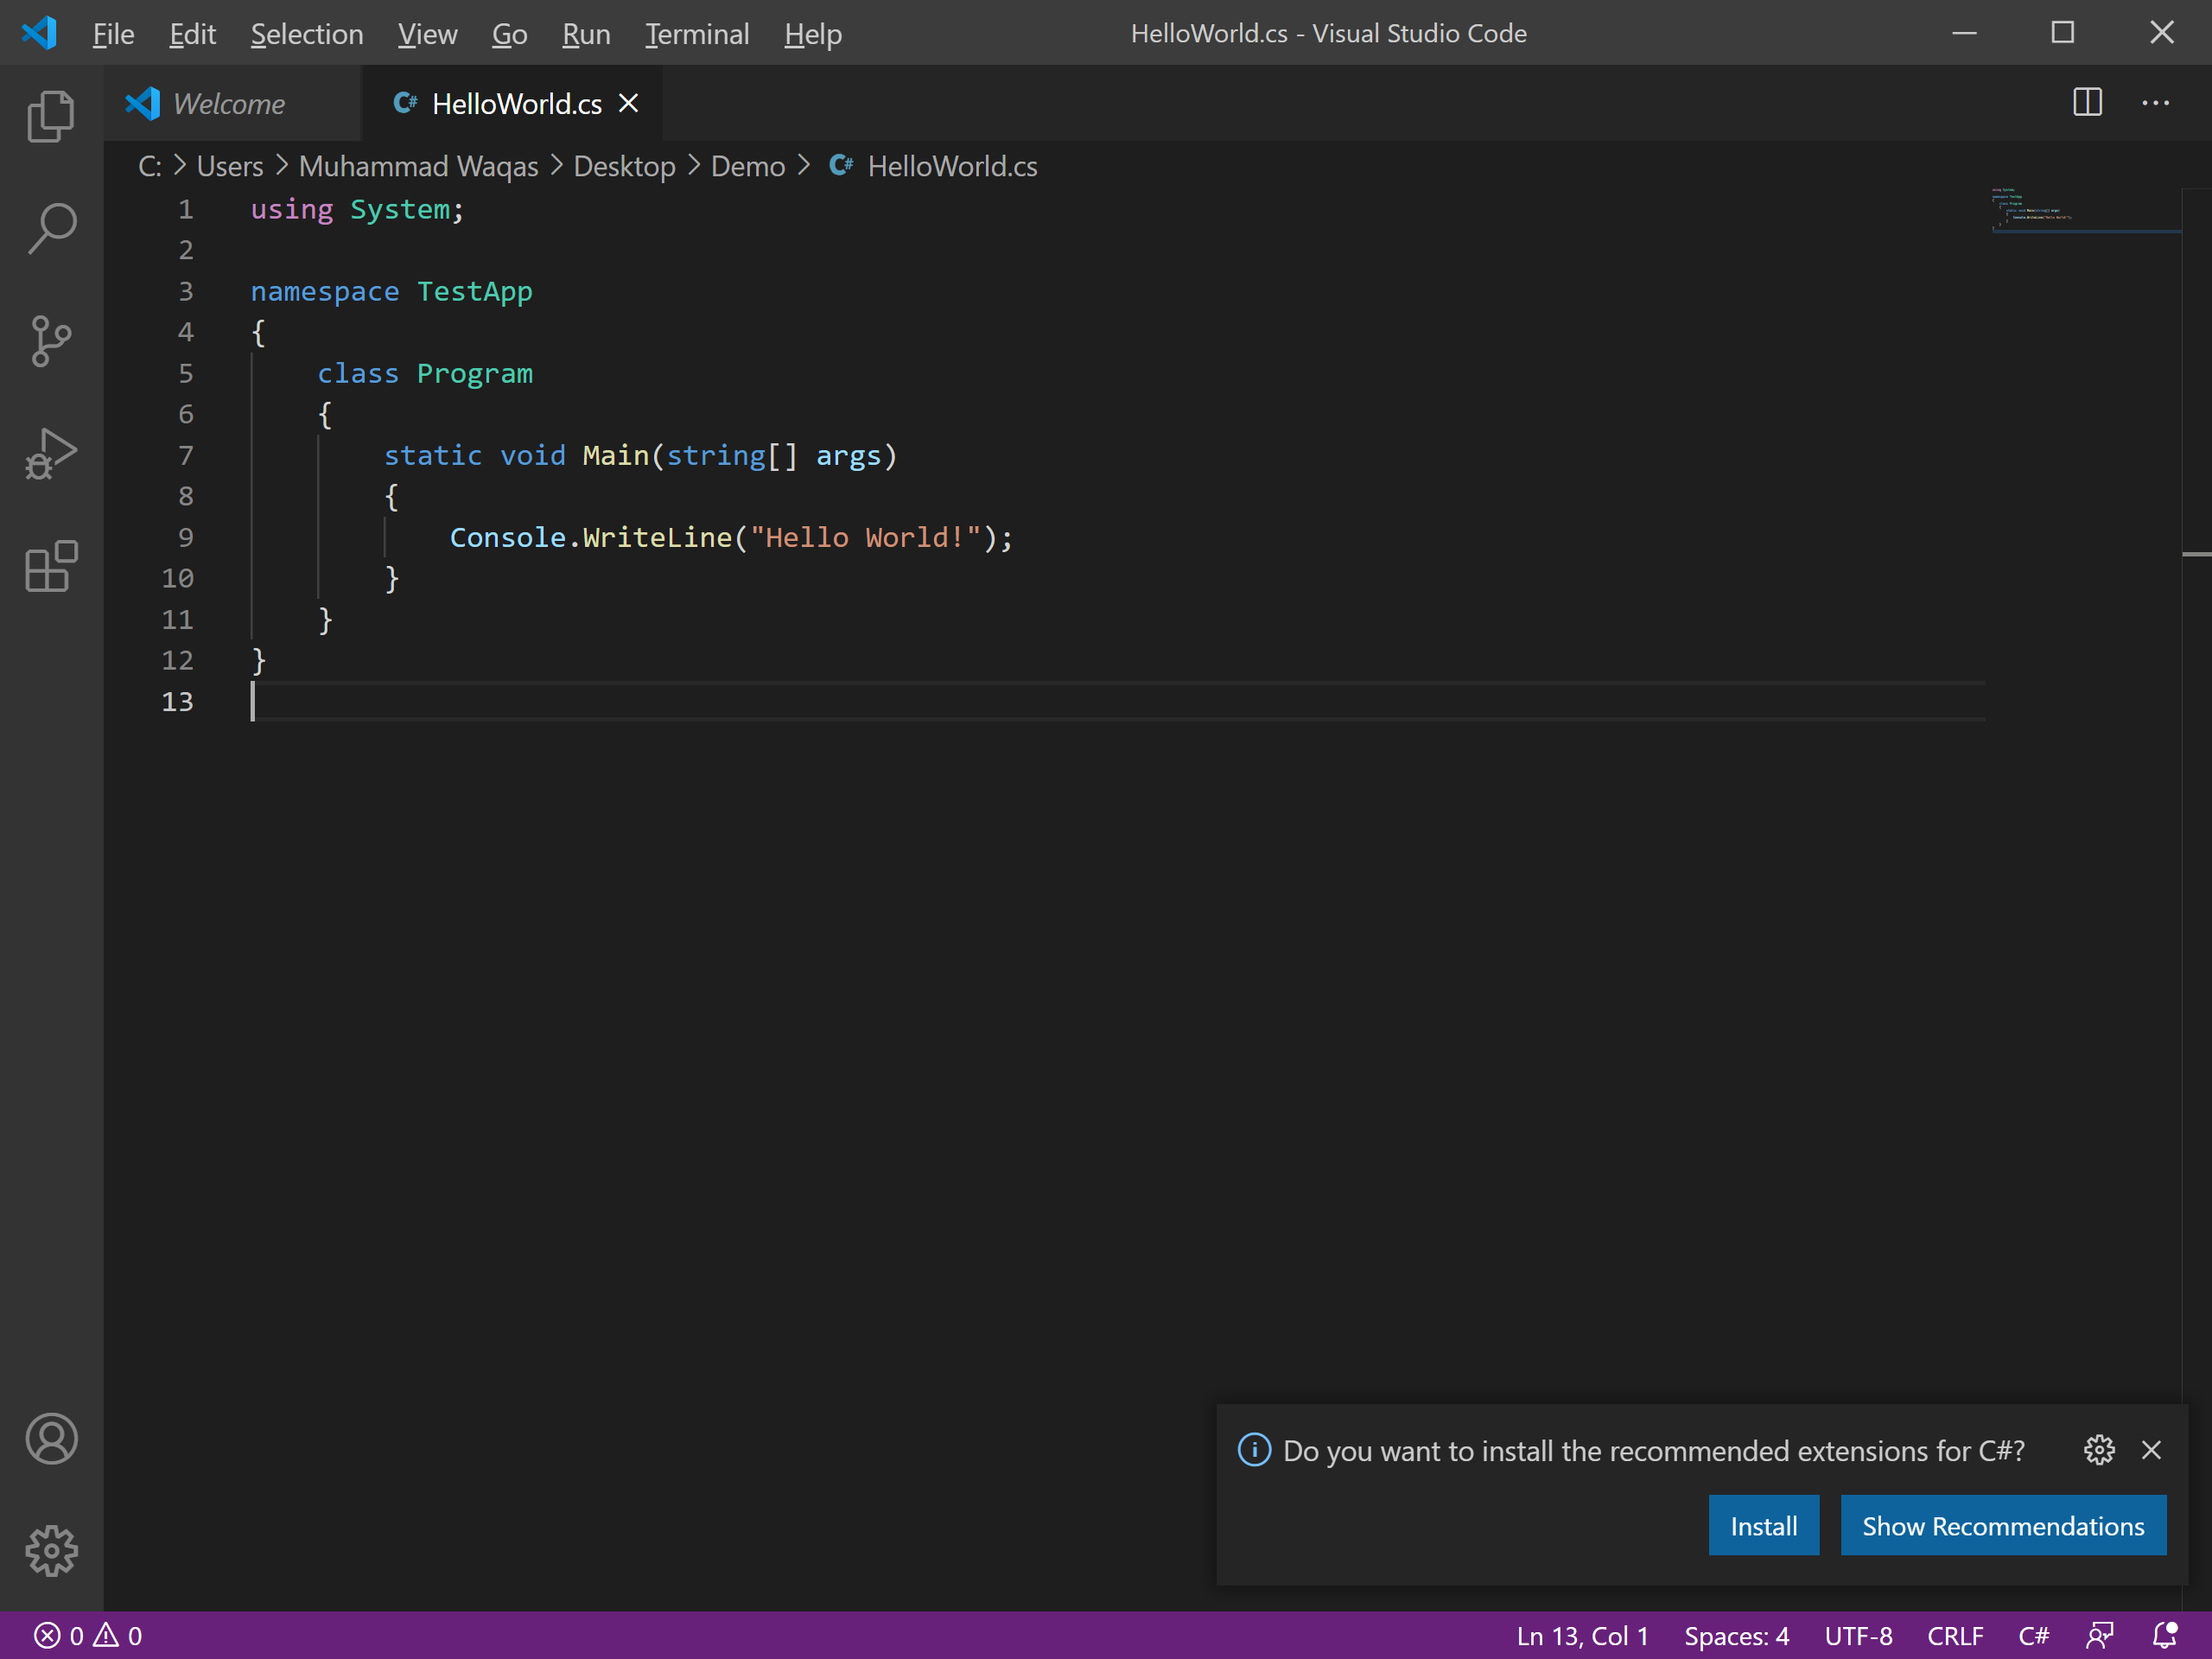 File Edit Selection View Go Run Terminal Help HelloWorld.cs - Visual Studio Code
Welcome HelloWorld.cs
C: > Users > Muhammad Waqas > Desktop > Demo > C# HelloWorld.cs
1 using System;
2
3 namespace TestApp
4 {
5     class Program
6     {
7         static void Main(string[] args)
8         {
9             Console.WriteLine("Hello World!");
10         }
11     }
12 }
13
Do you want to install the recommended extensions for C#?
Install Show Recommendations
0 0 Ln 13, Col 1 Spaces: 4 UTF-8 CRLF C#